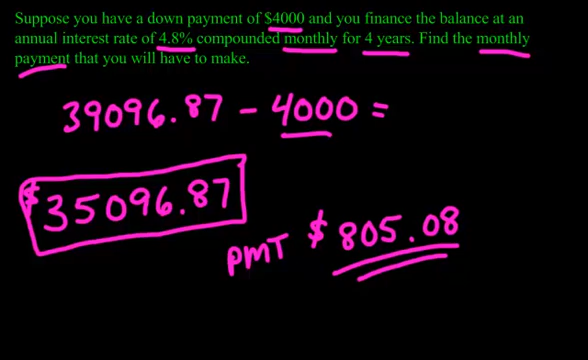 Suppose you have a down payment of $4000 and you finance the balance at an
annual interest rate of 4.8% compounded monthly for 4 years. Find the monthly
payment that you will have to make.
39096.87 - 4000 =
$35096.87
PMT $805.08